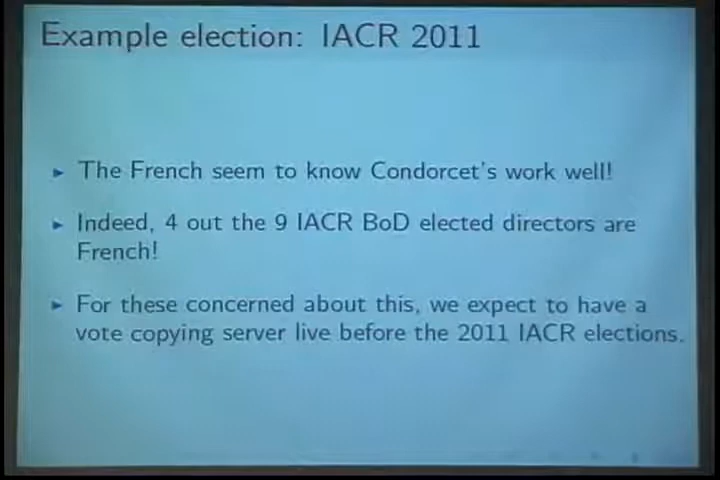 Example election: IACR 2011
► The French seem to know Condorcet's work well!
► Indeed, 4 out the 9 IACR BoD elected directors are
French!
► For these concerned about this, we expect to have a
vote copying server live before the 2011 IACR elections.